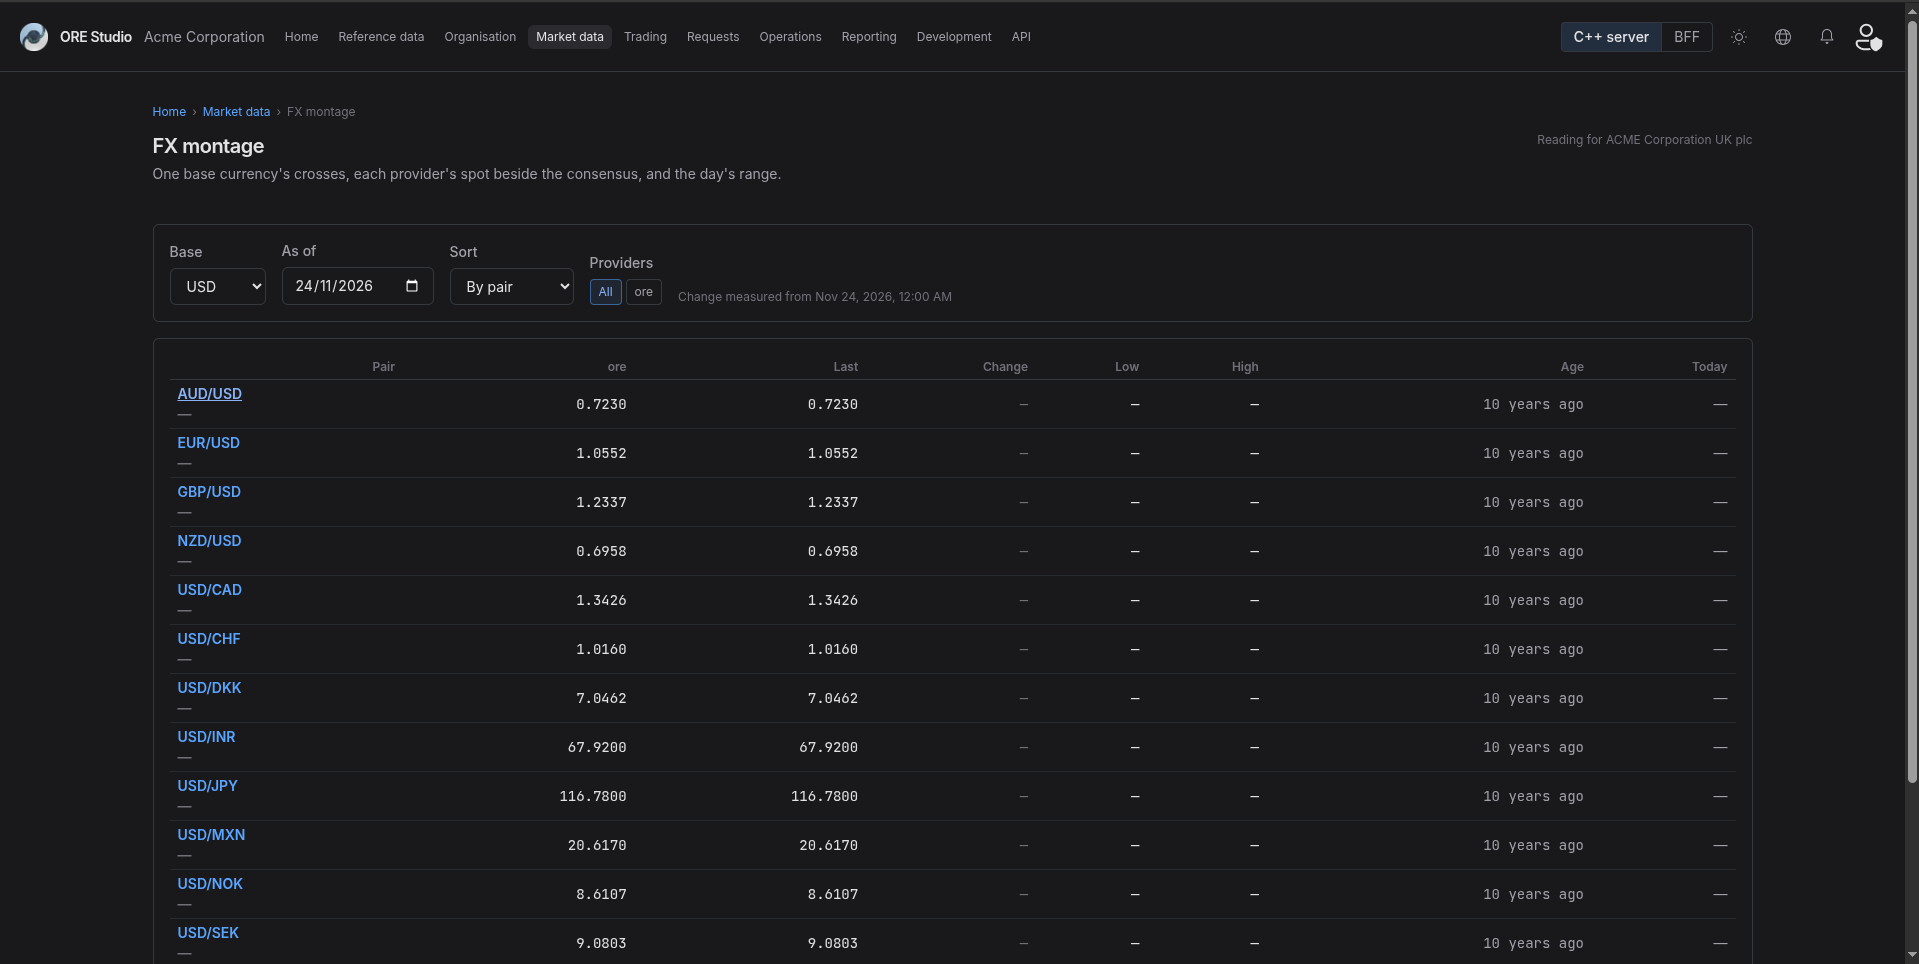 ORE Studio Acme Corporation Home Reference data Organisation Market data Trading Requests Operations Reporting Development API C++ server BFF
Home › Market data › FX montage
FX montage
Reading for ACME Corporation UK plc
One base currency's crosses, each provider's spot beside the consensus, and the day's range.
Base As of Sort Providers
USD 24/11/2026 By pair All ore Change measured from Nov 24, 2026, 12:00 AM
Pair ore Last Change Low High Age Today
AUD/USD
— 0.7230 0.7230 — — — 10 years ago —
EUR/USD
— 1.0552 1.0552 — — — 10 years ago —
GBP/USD
— 1.2337 1.2337 — — — 10 years ago —
NZD/USD
— 0.6958 0.6958 — — — 10 years ago —
USD/CAD
— 1.3426 1.3426 — — — 10 years ago —
USD/CHF
— 1.0160 1.0160 — — — 10 years ago —
USD/DKK
— 7.0462 7.0462 — — — 10 years ago —
USD/INR
— 67.9200 67.9200 — — — 10 years ago —
USD/JPY
— 116.7800 116.7800 — — — 10 years ago —
USD/MXN
— 20.6170 20.6170 — — — 10 years ago —
USD/NOK
— 8.6107 8.6107 — — — 10 years ago —
USD/SEK
— 9.0803 9.0803 — — — 10 years ago —